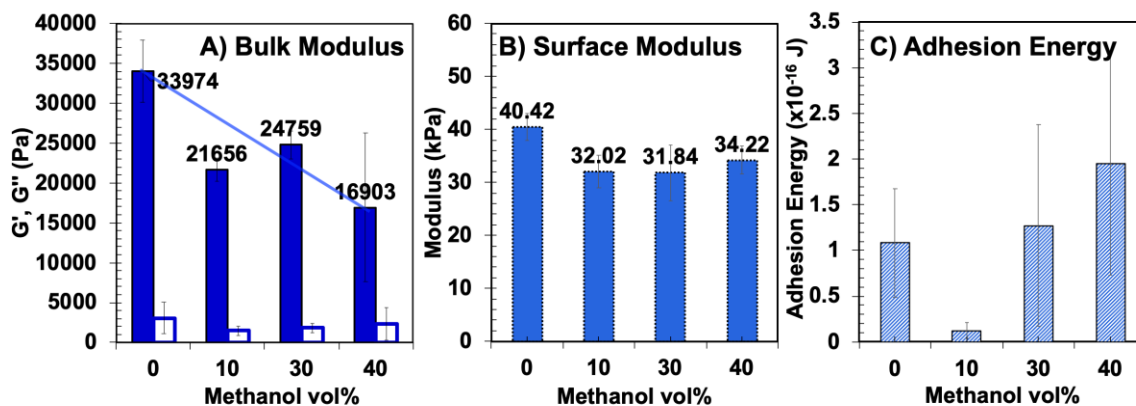 A) Bulk Modulus
G', G" (Pa)
40000
35000
30000
25000
20000
15000
10000
5000
0
33974
21656
24759
16903
0 10 30 40
Methanol vol%
B) Surface Modulus
Modulus (kPa)
60
50
40
30
20
10
0
40.42
32.02
31.84
34.22
0 10 30 40
Methanol vol%
C) Adhesion Energy
Adhesion Energy (x10⁻¹⁶ J)
3.5
3
2.5
2
1.5
1
0.5
0
0 10 30 40
Methanol vol%